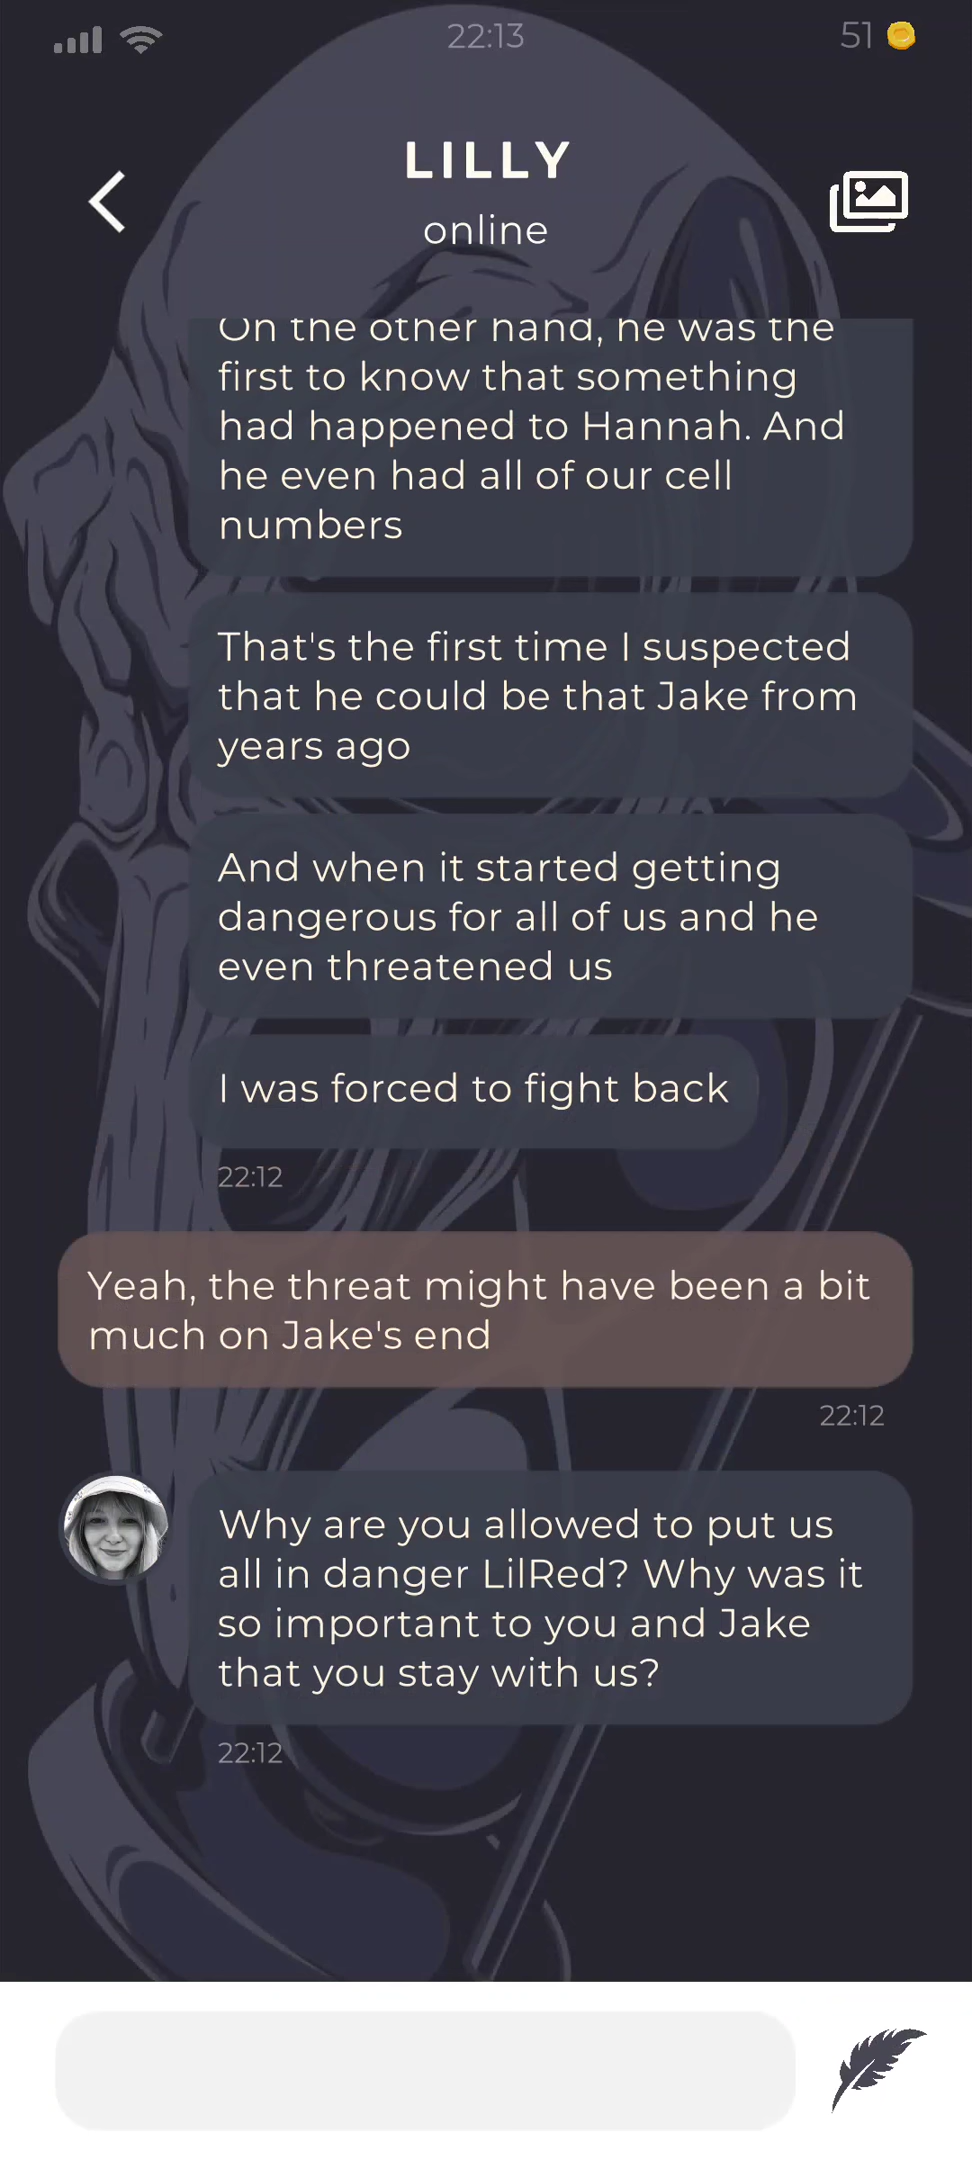 22:13
51
LILLY
online
On the other hand, he was the
first to know that something
had happened to Hannah. And
he even had all of our cell
numbers
That's the first time I suspected
that he could be that Jake from
years ago
And when it started getting
dangerous for all of us and he
even threatened us
I was forced to fight back
22:12
Yeah, the threat might have been a bit
much on Jake's end
22:12
Why are you allowed to put us
all in danger LilRed? Why was it
so important to you and Jake
that you stay with us?
22:12